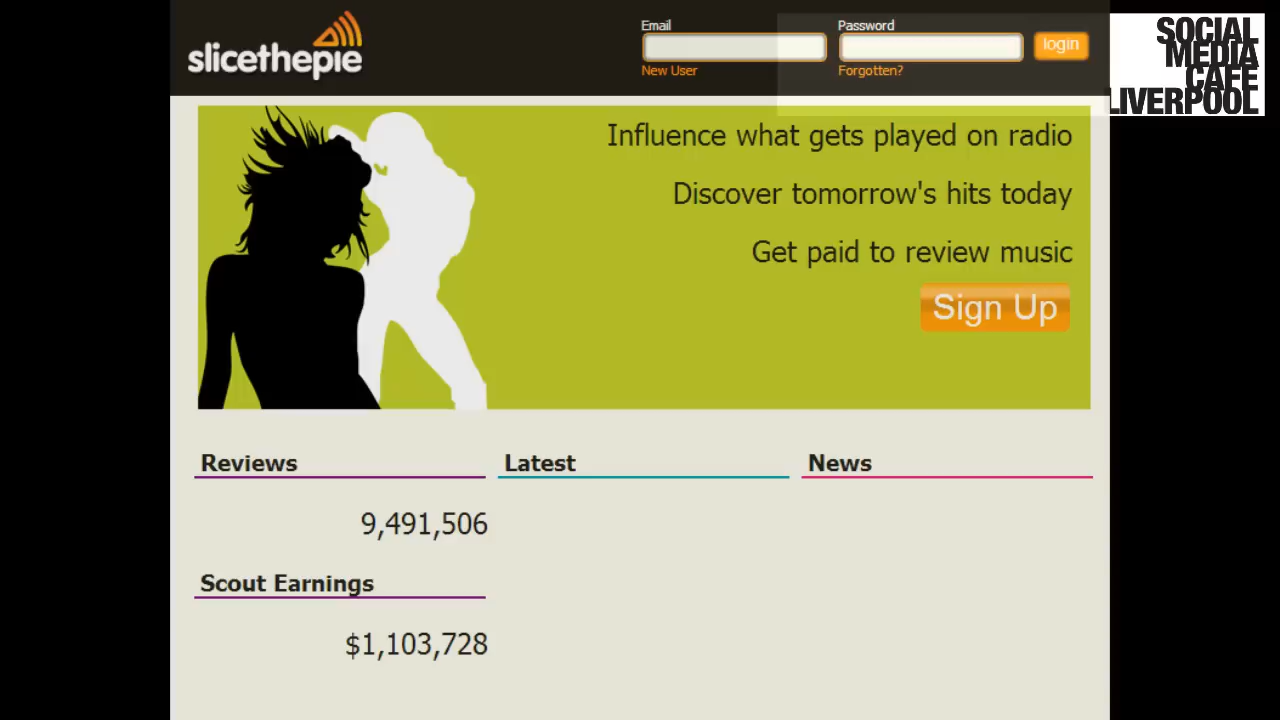 slicethepie
Email
Password
login
New User
Forgotten?
SOCIAL
MEDIA
CAFE
LIVERPOOL
Influence what gets played on radio
Discover tomorrow's hits today
Get paid to review music
Sign Up
Reviews
9,491,506
Scout Earnings
$1,103,728
Latest
News